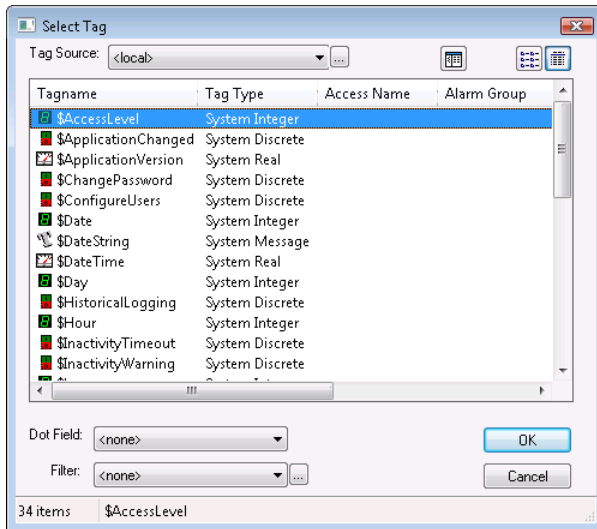 Select Tag
Tag Source: <local> ...
Tagname Tag Type Access Name Alarm Group
$AccessLevel System Integer
$ApplicationChanged System Discrete
$ApplicationVersion System Real
$ChangePassword System Discrete
$ConfigureUsers System Discrete
$Date System Integer
$DateString System Message
$DateTime System Real
$Day System Integer
$HistoricalLogging System Discrete
$Hour System Integer
$InactivityTimeout System Discrete
$InactivityWarning System Discrete
Dot Field: <none> OK
Filter: <none> ... Cancel
34 items $AccessLevel